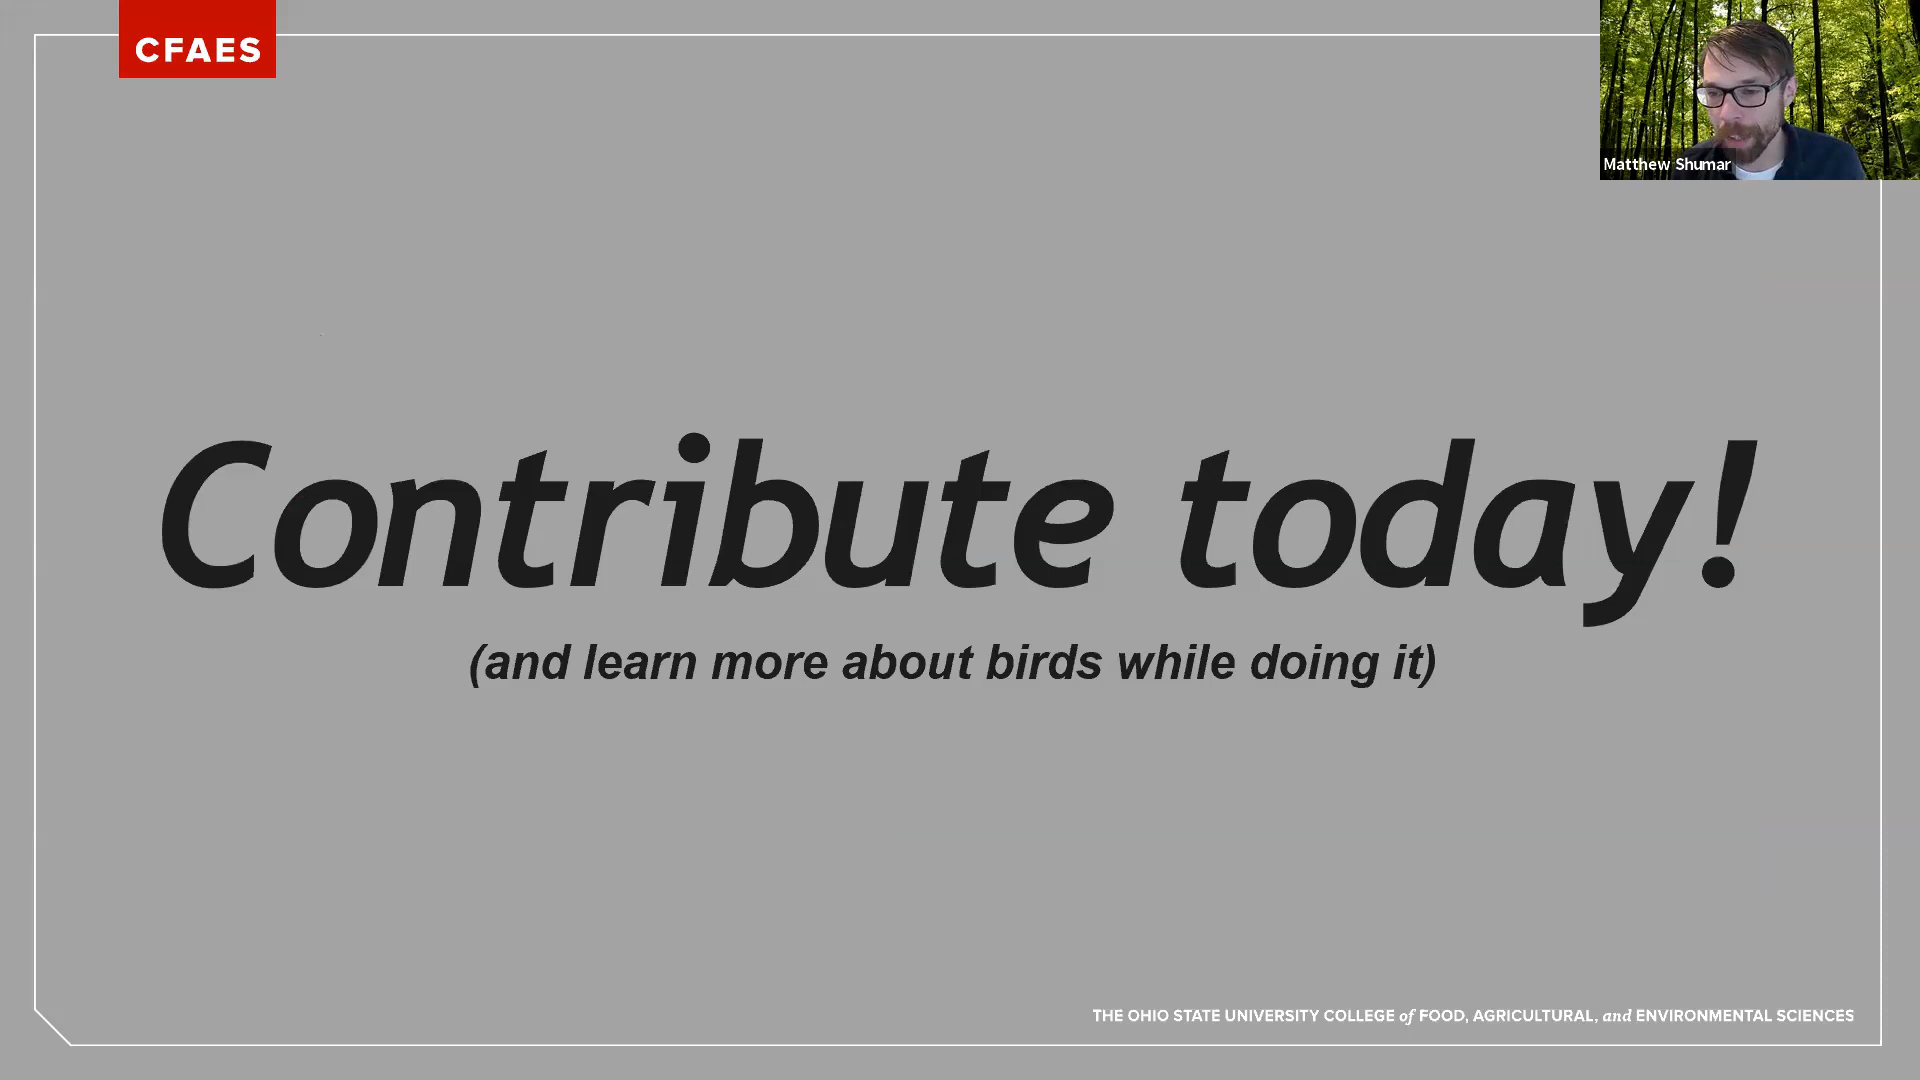 CFAES
Matthew Shumar
Contribute today!
(and learn more about birds while doing it)
THE OHIO STATE UNIVERSITY COLLEGE of FOOD, AGRICULTURAL, and ENVIRONMENTAL SCIENCES